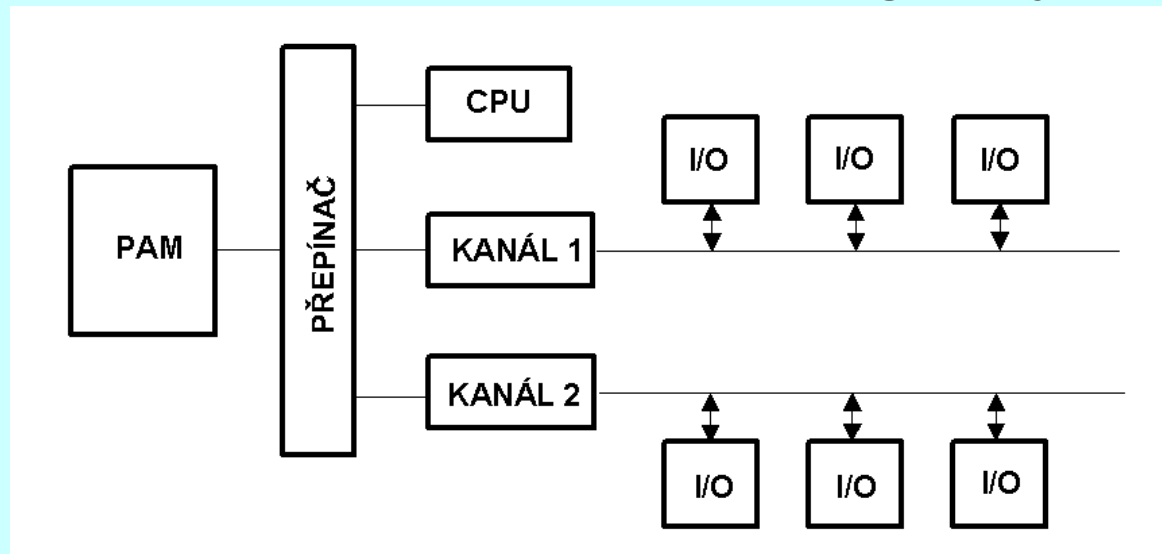 CPU
I/O
I/O
I/O
PAM
PŘEPÍNAČ
KANÁL 1
KANÁL 2
I/O
I/O
I/O